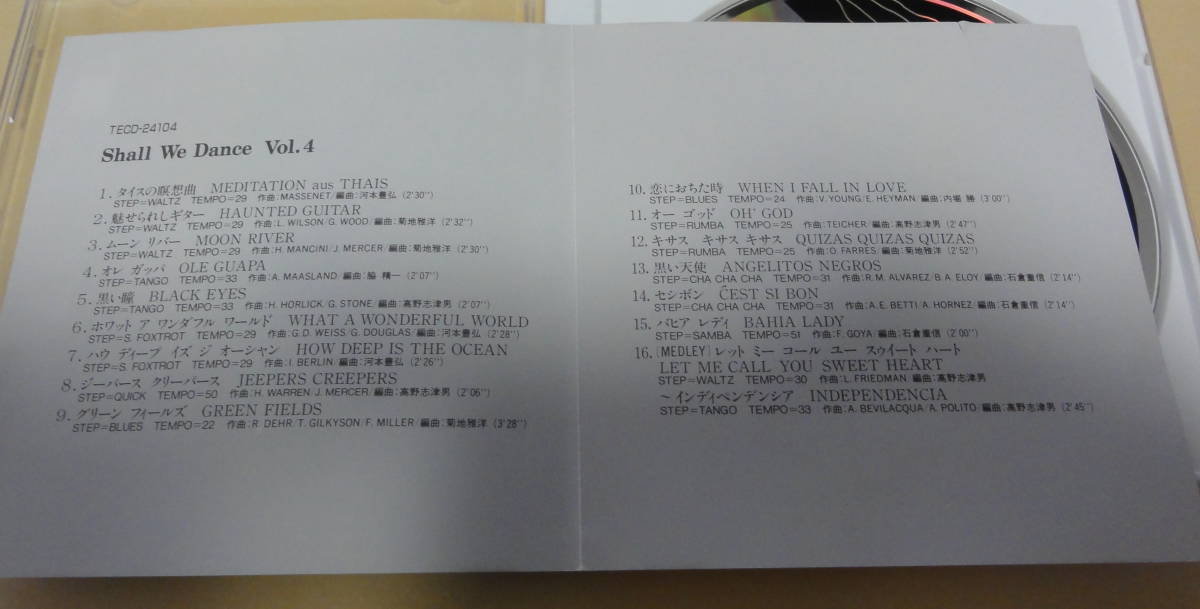 TECD-24104
Shall We Dance Vol.4
1. タイスの瞑想曲 MEDITATION aus THAIS
STEP=WALTZ TEMPO=29 作曲:MASSENET/編曲:河本豊弘 (2'30'')
2. 魅せられしギター HAUNTED GUITAR
STEP=WALTZ TEMPO=29 作曲:L. WILSON/G. WOOD/編曲:菊地雅洋 (2'32'')
3. ムーン リバー MOON RIVER
STEP=WALTZ TEMPO=29 作曲:H. MANCINI/J. MERCER/編曲:菊地雅洋 (2'30'')
4. オレ ガッパ OLE GUAPA
STEP=TANGO TEMPO=33 作曲:A. MAASLAND/編曲:脇 精一 (2'07'')
5. 黒い瞳 BLACK EYES
STEP=TANGO TEMPO=33 作曲:H. HORLICK/G. STONE/編曲:高野志津男 (2'07'')
6. ホワット ア ワンダフル ワールド WHAT A WONDERFUL WORLD
STEP=S. FOXTROT TEMPO=29 作曲:G.D. WEISS/G. DOUGLAS/編曲:河本豊弘 (2'28'')
7. ハウ ディープ イズ ジ オーシャン HOW DEEP IS THE OCEAN
STEP=S. FOXTROT TEMPO=29 作曲:I. BERLIN/編曲:河本豊弘 (2'26'')
8. ジーパース クリーパース JEEPERS CREEPERS
STEP=QUICK TEMPO=50 作曲:H. WARREN/J. MERCER/編曲:高野志津男 (2'06'')
9. グリーン フィールズ GREEN FIELDS
STEP=BLUES TEMPO=22 作曲:R. DEHR/T. GILKYSON/F. MILLER/編曲:菊地雅洋 (3'28'')
10. 恋におちた時 WHEN I FALL IN LOVE
STEP=BLUES TEMPO=24 作曲:V. YOUNG/E. HEYMAN/編曲:内堀 勝 (3'00'')
11. オー ゴッド OH' GOD
STEP=RUMBA TEMPO=25 作曲:TEICHER/編曲:高野志津男 (2'47'')
12. キサス キサス キサス QUIZAS QUIZAS QUIZAS
STEP=RUMBA TEMPO=25 作曲:O. FARRES/編曲:菊地雅洋 (2'52'')
13. 黒い天使 ANGELITOS NEGROS
STEP=CHA CHA CHA TEMPO=31 作曲:R.M. ALVAREZ/B.A. ELOY/編曲:石倉重信 (2'14'')
14. セシボン C'EST SI BON
STEP=CHA CHA CHA TEMPO=31 作曲:A.E. BETTI/A. HORNEZ/編曲:石倉重信 (2'14'')
15. バヒア レディ BAHIA LADY
STEP=SAMBA TEMPO=51 作曲:F. GOYA/編曲:石倉重信 (2'00'')
16. [MEDLEY] レット ミー コール ユー スゥイート ハート
LET ME CALL YOU SWEET HEART
STEP=WALTZ TEMPO=30 作曲:L. FRIEDMAN/編曲:高野志津男
～インディペンデンシア INDEPENDENCIA
STEP=TANGO TEMPO=33 作曲:A. BEVILACQUA/A. POLITO/編曲:高野志津男 (2'45'')